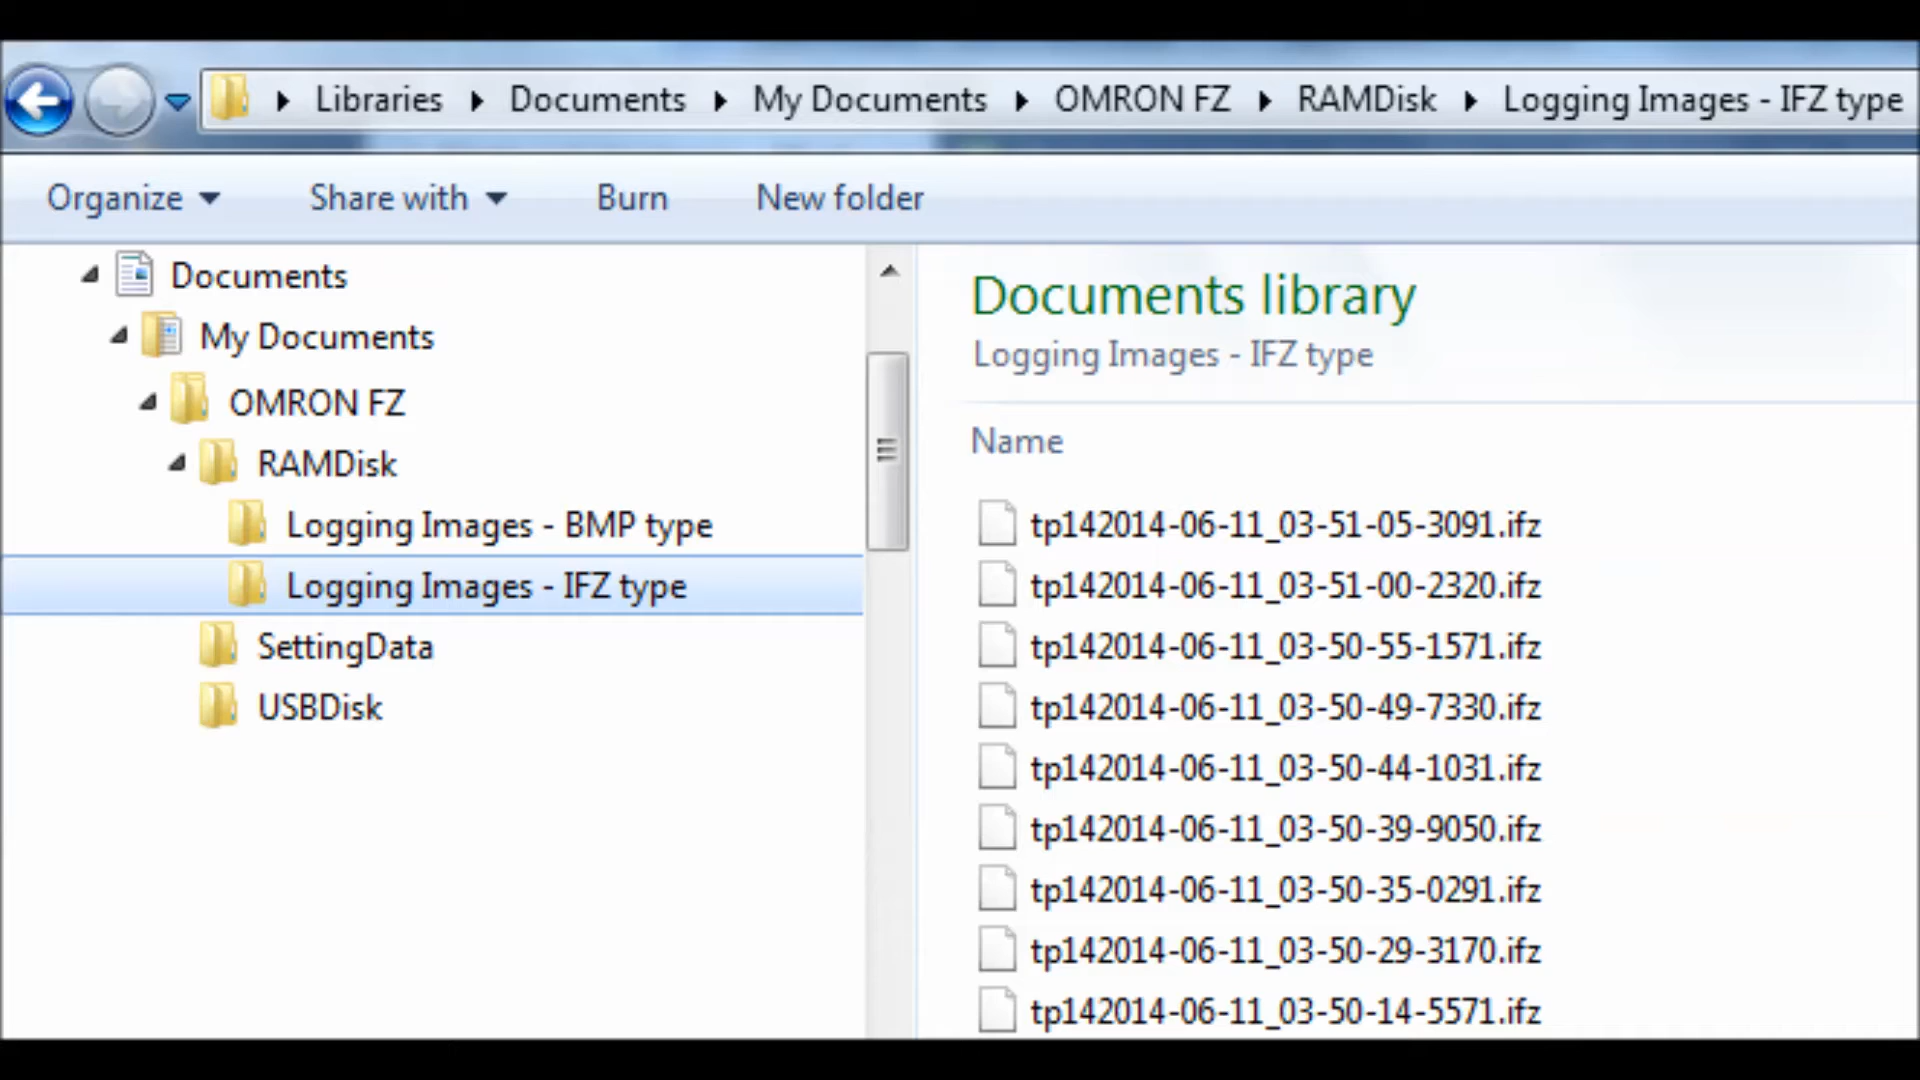 Libraries Documents My Documents OMRON FZ RAMDisk Logging Images - IFZ type
Organize Share with Burn New folder
Documents
My Documents
OMRON FZ
RAMDisk
Logging Images - BMP type
Logging Images - IFZ type
SettingData
USBDisk
Documents library
Logging Images - IFZ type
Name
tp142014-06-11_03-51-05-3091.ifz
tp142014-06-11_03-51-00-2320.ifz
tp142014-06-11_03-50-55-1571.ifz
tp142014-06-11_03-50-49-7330.ifz
tp142014-06-11_03-50-44-1031.ifz
tp142014-06-11_03-50-39-9050.ifz
tp142014-06-11_03-50-35-0291.ifz
tp142014-06-11_03-50-29-3170.ifz
tp142014-06-11_03-50-14-5571.ifz